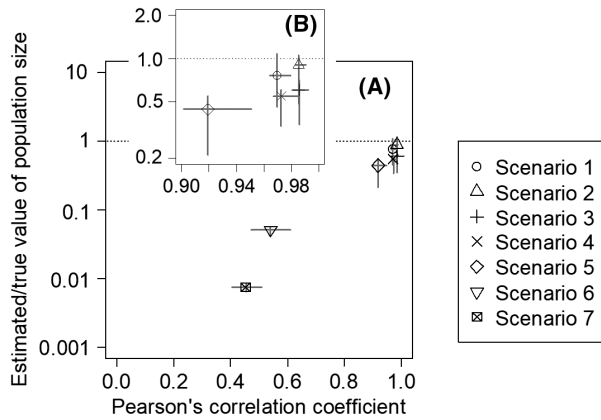 2.0
1.0
0.5
0.2
0.90
0.94
0.98
(B)
(A)
10
1
0.1
0.01
0.001
0.0
0.2
0.4
0.6
0.8
1.0
Estimated/true value of population size
Pearson's correlation coefficient
Scenario 1
Scenario 2
Scenario 3
Scenario 4
Scenario 5
Scenario 6
Scenario 7